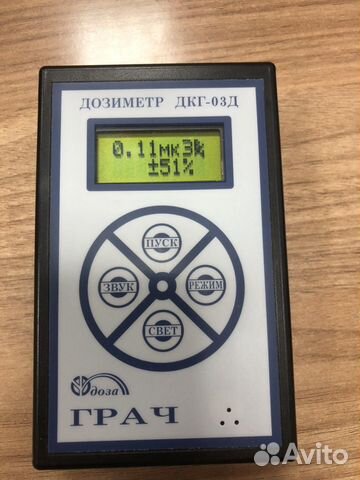 ДОЗИМЕТР ДКГ-03Д
0.11мкЗв
±51%
ПУСК
ЗВУК
РЕЖИМ
СВЕТ
доза
ГРАЧ
Avito